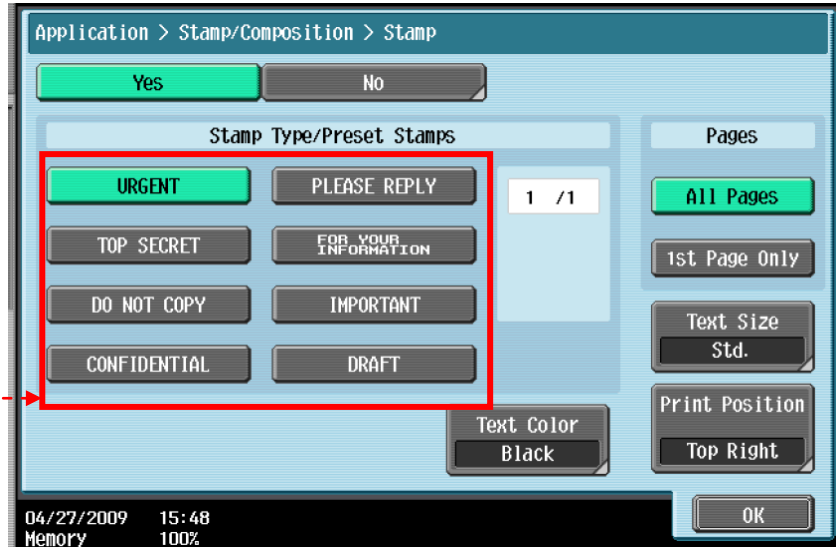 Application > Stamp/Composition > Stamp
Yes No
Stamp Type/Preset Stamps Pages
URGENT PLEASE REPLY 1 /1 All Pages
TOP SECRET FOR YOUR
INFORMATION 1st Page Only
DO NOT COPY IMPORTANT Text Size
Std.
CONFIDENTIAL DRAFT
Print Position
Text Color
Black Top Right
04/27/2009 15:48 OK
Memory 100%